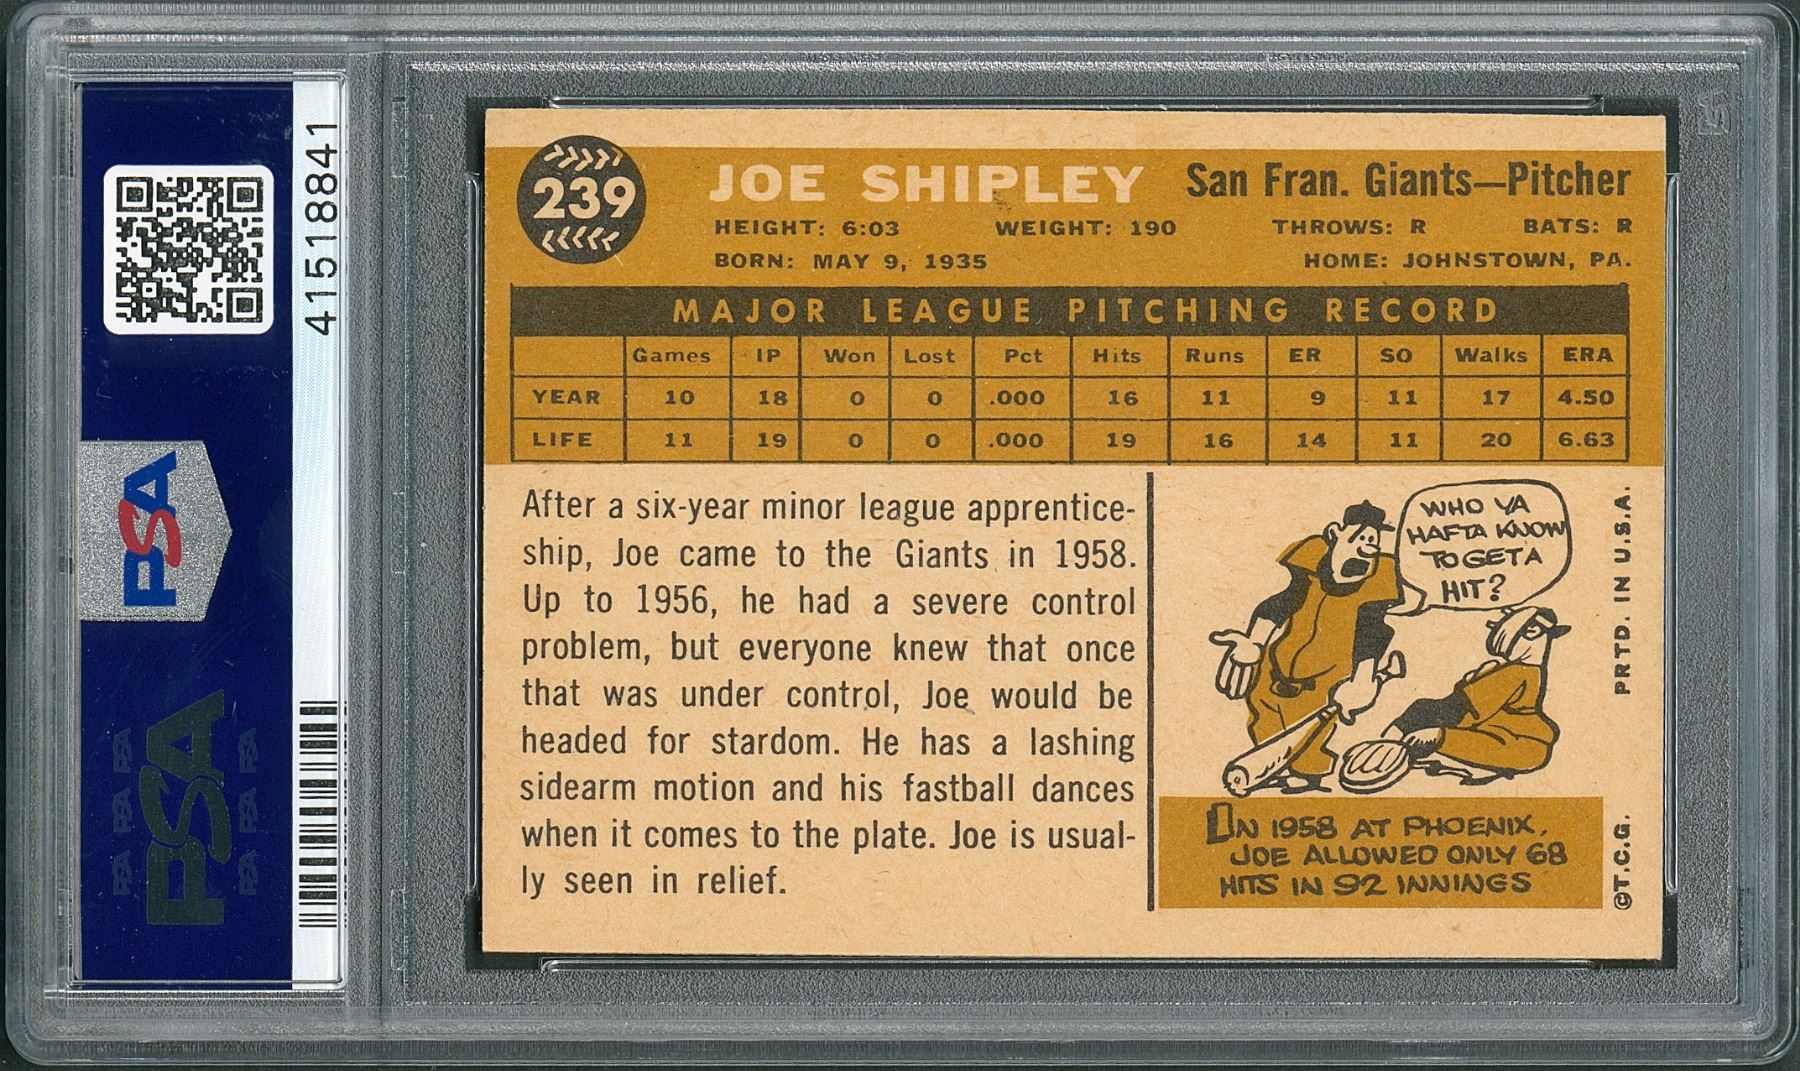 41518841
PSA
PSA
239
JOE SHIPLEY San Fran. Giants—Pitcher
HEIGHT: 6:03 WEIGHT: 190 THROWS: R BATS: R
BORN: MAY 9, 1935 HOME: JOHNSTOWN, PA.
MAJOR LEAGUE PITCHING RECORD
Games IP Won Lost Pct Hits Runs ER SO Walks ERA
YEAR 10 18 0 0 .000 16 11 9 11 17 4.50
LIFE 11 19 0 0 .000 19 16 14 11 20 6.63
After a six-year minor league apprentice-
ship, Joe came to the Giants in 1958.
Up to 1956, he had a severe control
problem, but everyone knew that once
that was under control, Joe would be
headed for stardom. He has a lashing
sidearm motion and his fastball dances
when it comes to the plate. Joe is usual-
ly seen in relief.
WHO YA
HAFTA KNOW
TO GET A
HIT?
IN 1958 AT PHOENIX,
JOE ALLOWED ONLY 68
HITS IN 92 INNINGS
©T.C.G. PRTD. IN U.S.A.